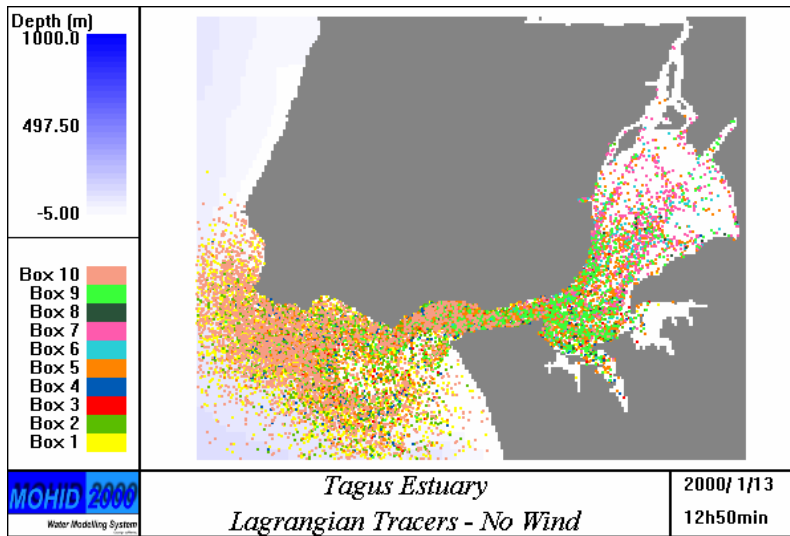 Depth (m)
1000.0
497.50
-5.00
Box 10
Box 9
Box 8
Box 7
Box 6
Box 5
Box 4
Box 3
Box 2
Box 1
MOHID 2000
Water Modelling System
Tagus Estuary
Lagrangian Tracers - No Wind
2000/ 1/13
12h50min